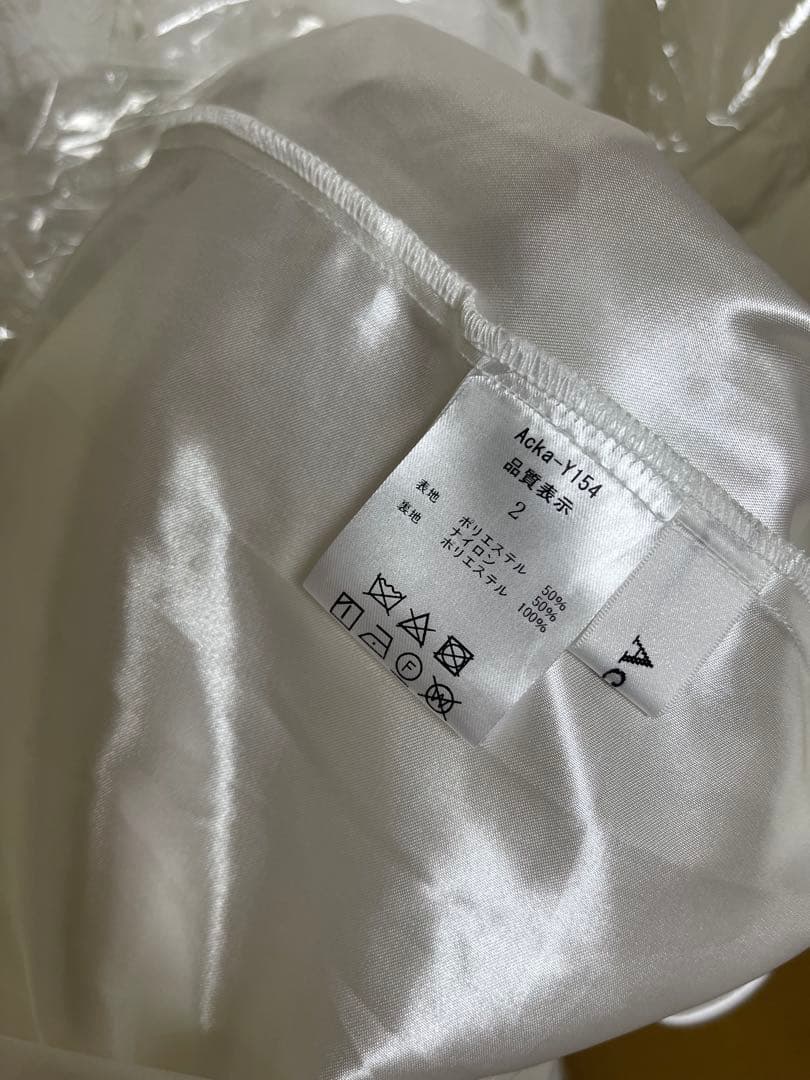 Acka-Y154
品質表示
2
表地 ポリエステル 50%
ナイロン 50%
裏地 ポリエステル 100%
F
W
A
c